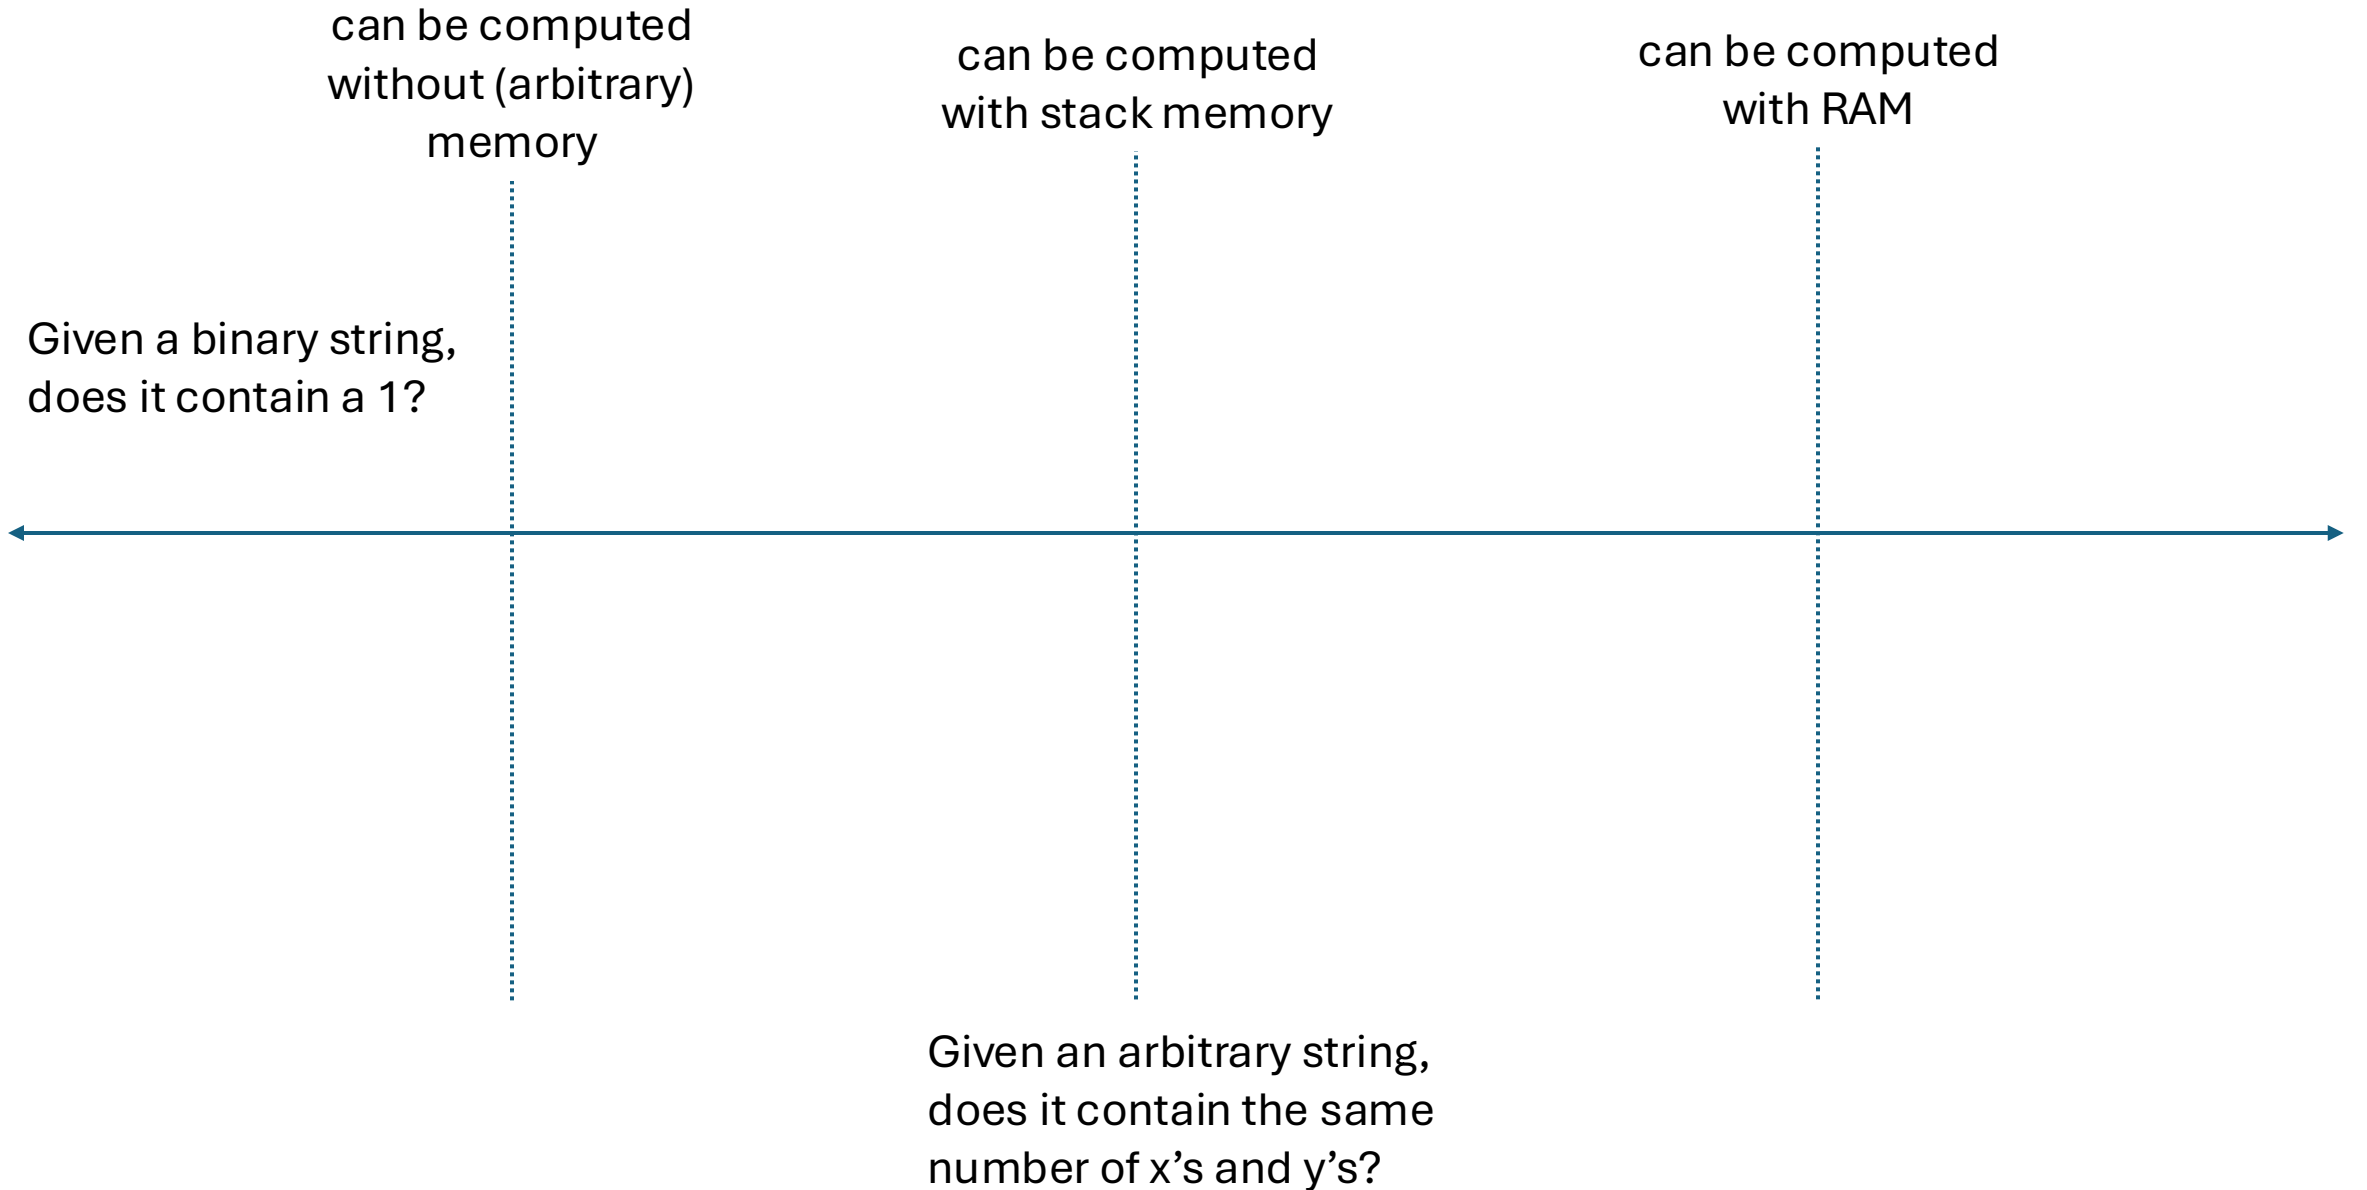 can be computed
without (arbitrary)
memory
can be computed
with stack memory
can be computed
with RAM
Given a binary string,
does it contain a 1?
Given an arbitrary string,
does it contain the same
number of x’s and y’s?